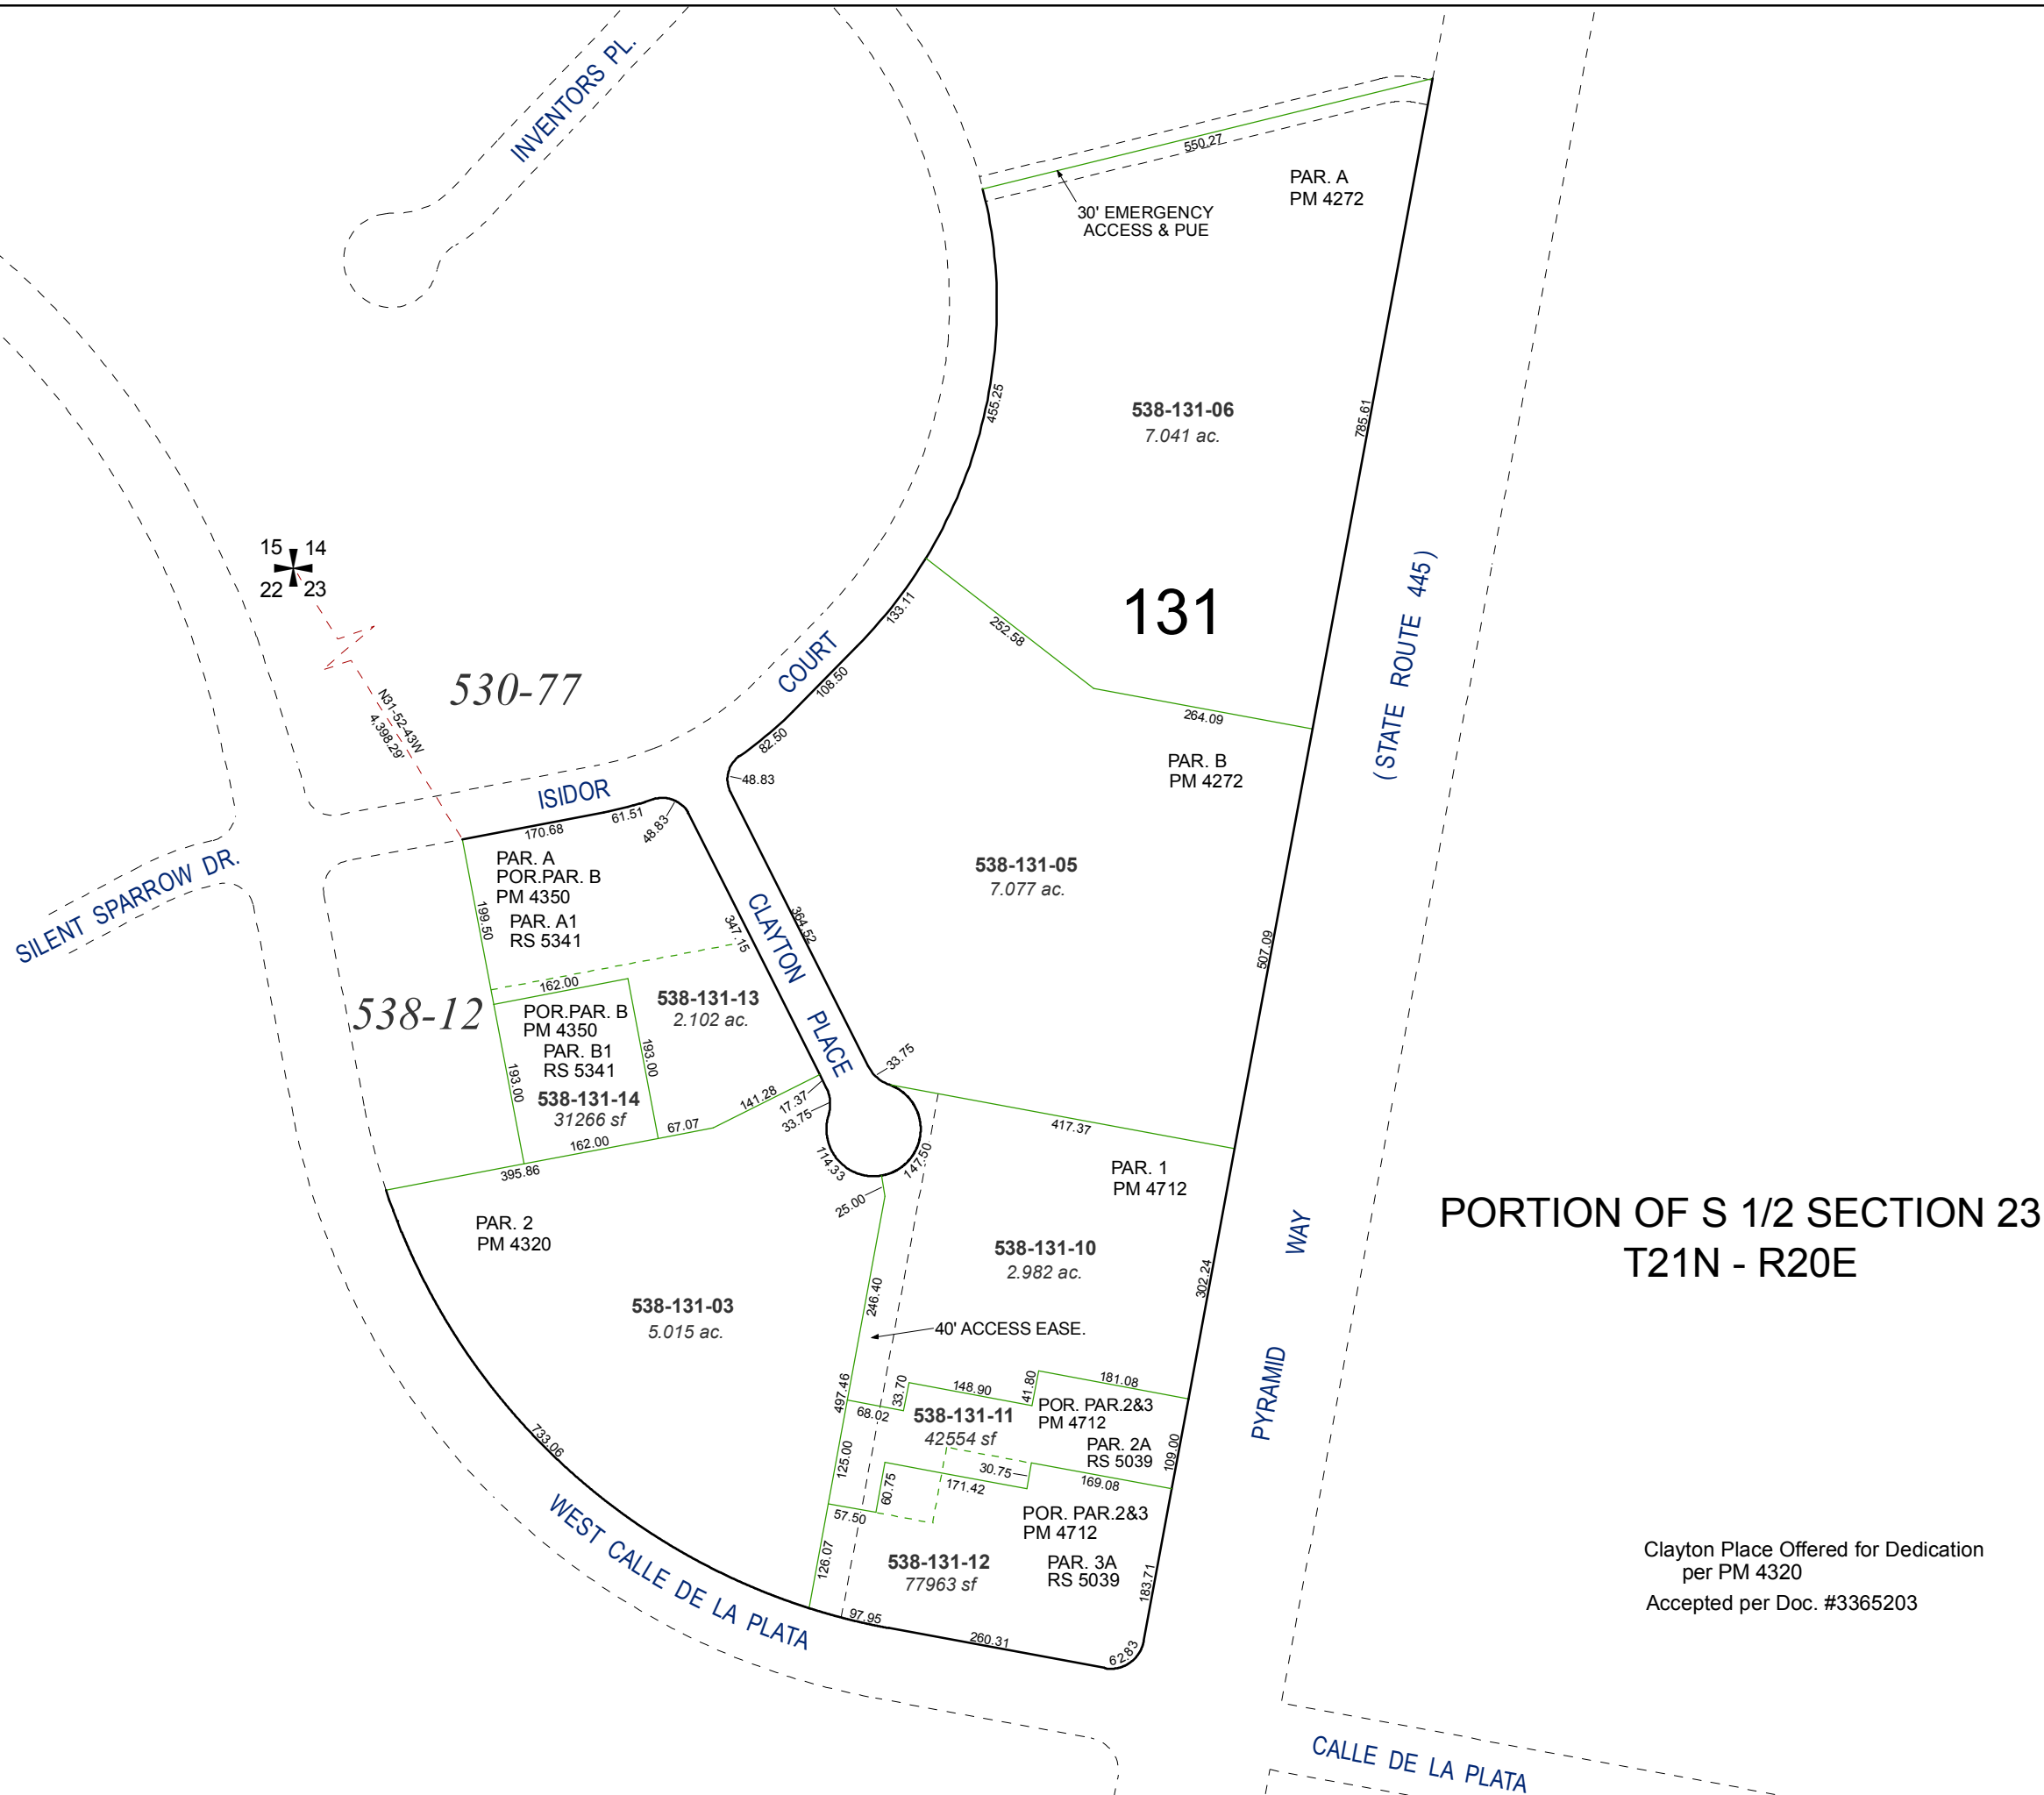 INVENTORS PL.
550.27
PAR. A
PM 4272
30' EMERGENCY
ACCESS & PUE
455.25
785.61
538-131-06
7.041 ac.
15 14
22 23
133.11
252.58
131
(STATE ROUTE 445)
COURT
108.50
264.09
530-77
N31-52-43W
4,398.29'
82.50
48.83
PAR. B
PM 4272
ISIDOR
170.68
61.51
48.83
SILENT SPARROW DR.
PAR. A
POR.PAR. B
PM 4350
PAR. A1
RS 5341
199.50
347.15
CLAYTON PLACE
364.52
538-131-05
7.077 ac.
507.09
538-12
162.00
POR.PAR. B
PM 4350
PAR. B1
RS 5341
538-131-14
31266 sf
193.00
193.00
538-131-13
2.102 ac.
33.75
141.28
17.37
33.75
67.07
162.00
395.86
114.33
147.50
417.37
25.00
PAR. 1
PM 4712
PAR. 2
PM 4320
538-131-10
2.982 ac.
302.24
PYRAMID WAY
PORTION OF S 1/2 SECTION 23
T21N - R20E
538-131-03
5.015 ac.
246.40
40' ACCESS EASE.
497.46
68.02
33.70
148.90
41.80
181.08
538-131-11
42554 sf
POR. PAR.2&3
PM 4712
PAR. 2A
RS 5039
109.00
733.06
125.00
60.75
30.75
171.42
169.08
57.50
POR. PAR.2&3
PM 4712
PAR. 3A
RS 5039
538-131-12
77963 sf
126.07
183.71
WEST CALLE DE LA PLATA
97.95
260.31
62.83
Clayton Place Offered for Dedication
per PM 4320
Accepted per Doc. #3365203
CALLE DE LA PLATA